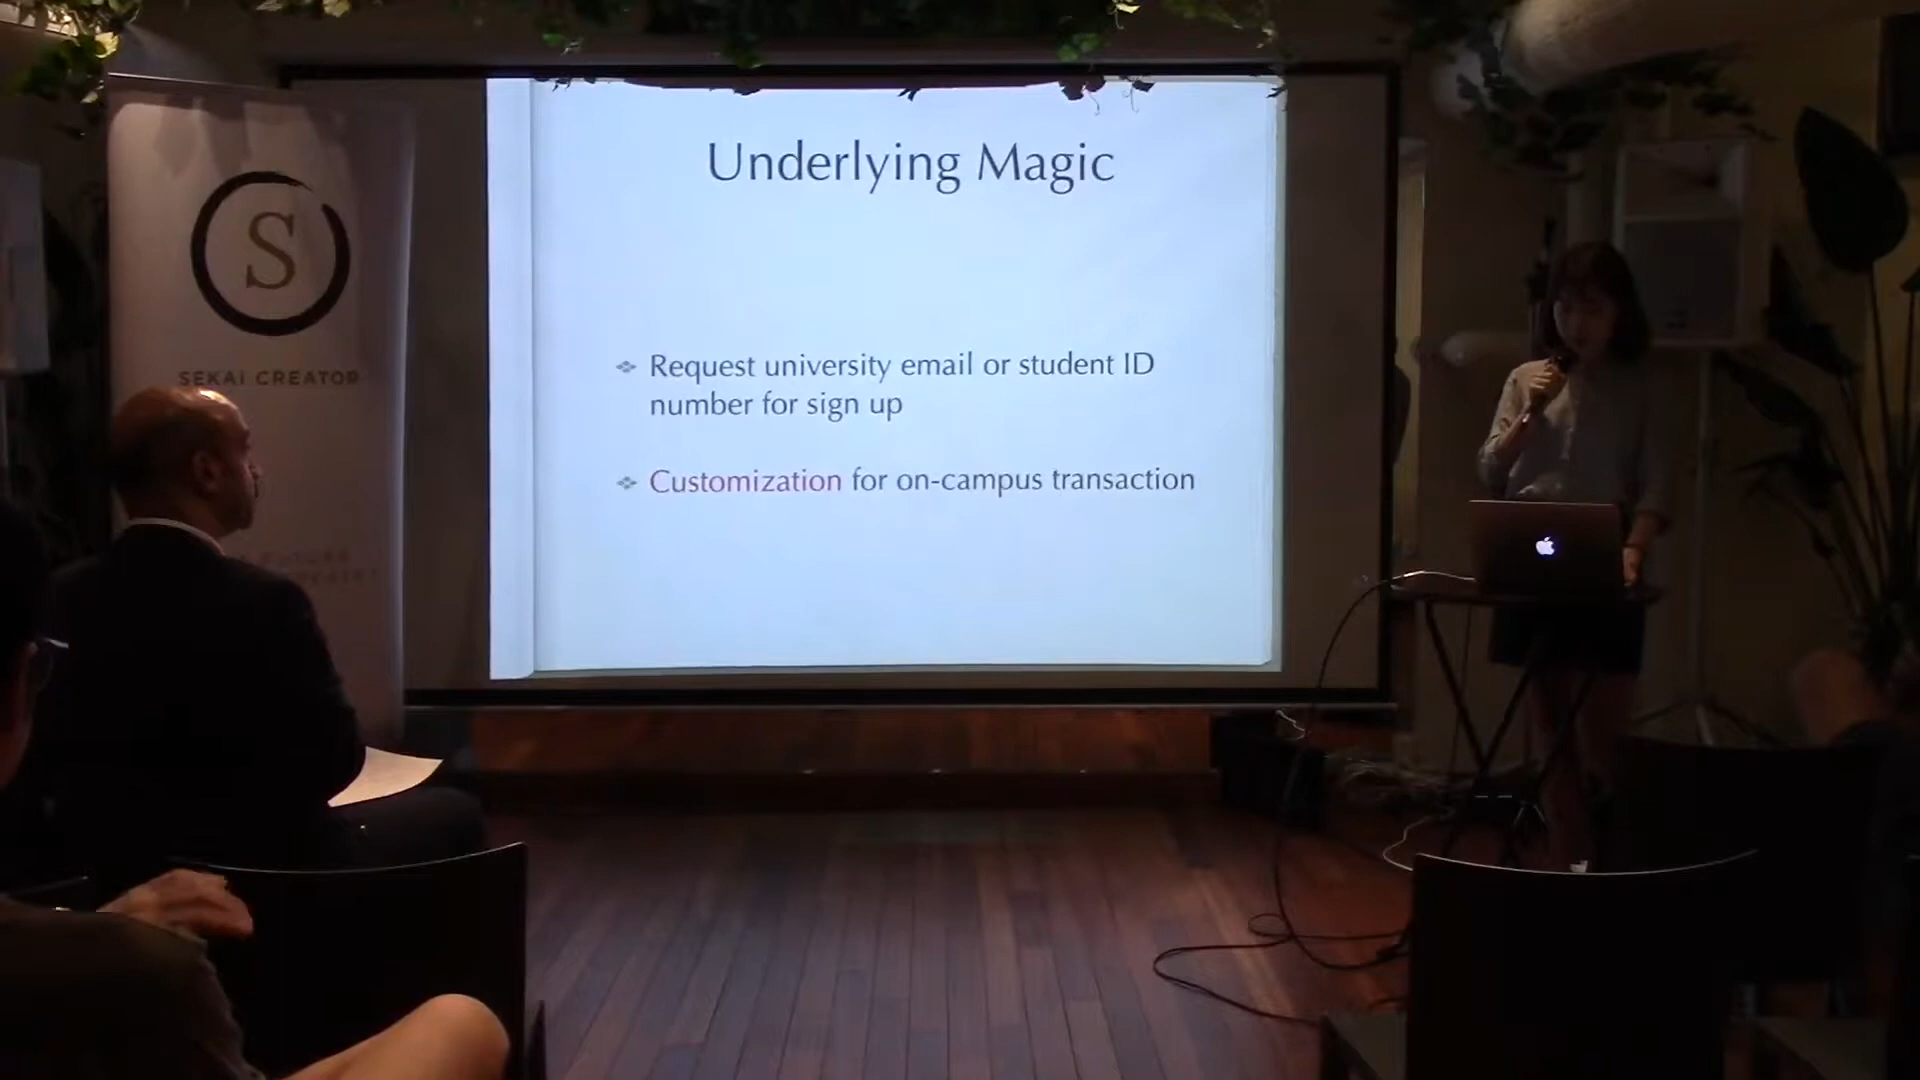 Underlying Magic
Request university email or student ID
number for sign up
Customization for on-campus transaction
S
SEKAI CREATOR
FUTURE